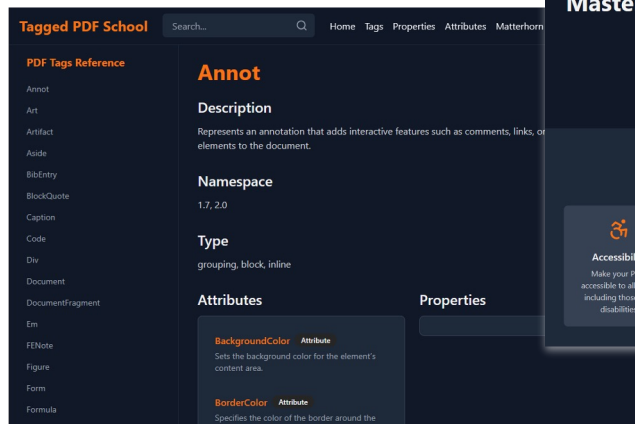 Tagged PDF School
Search...
Home Tags Properties Attributes Matterhorn
PDF Tags Reference
Annot
Art
Artifact
Aside
BibEntry
BlockQuote
Caption
Code
Div
Document
DocumentFragment
Em
FENote
Figure
Form
Formula
Annot
Description
Represents an annotation that adds interactive features such as comments, links, or
elements to the document.
Namespace
1.7, 2.0
Type
grouping, block, inline
Attributes
BackgroundColor Attribute
Sets the background color for the element's
content area.
BorderColor Attribute
Specifies the color of the border around the
Properties
Maste
Accessibil
Make your P
accessible to all
including those
disabilities